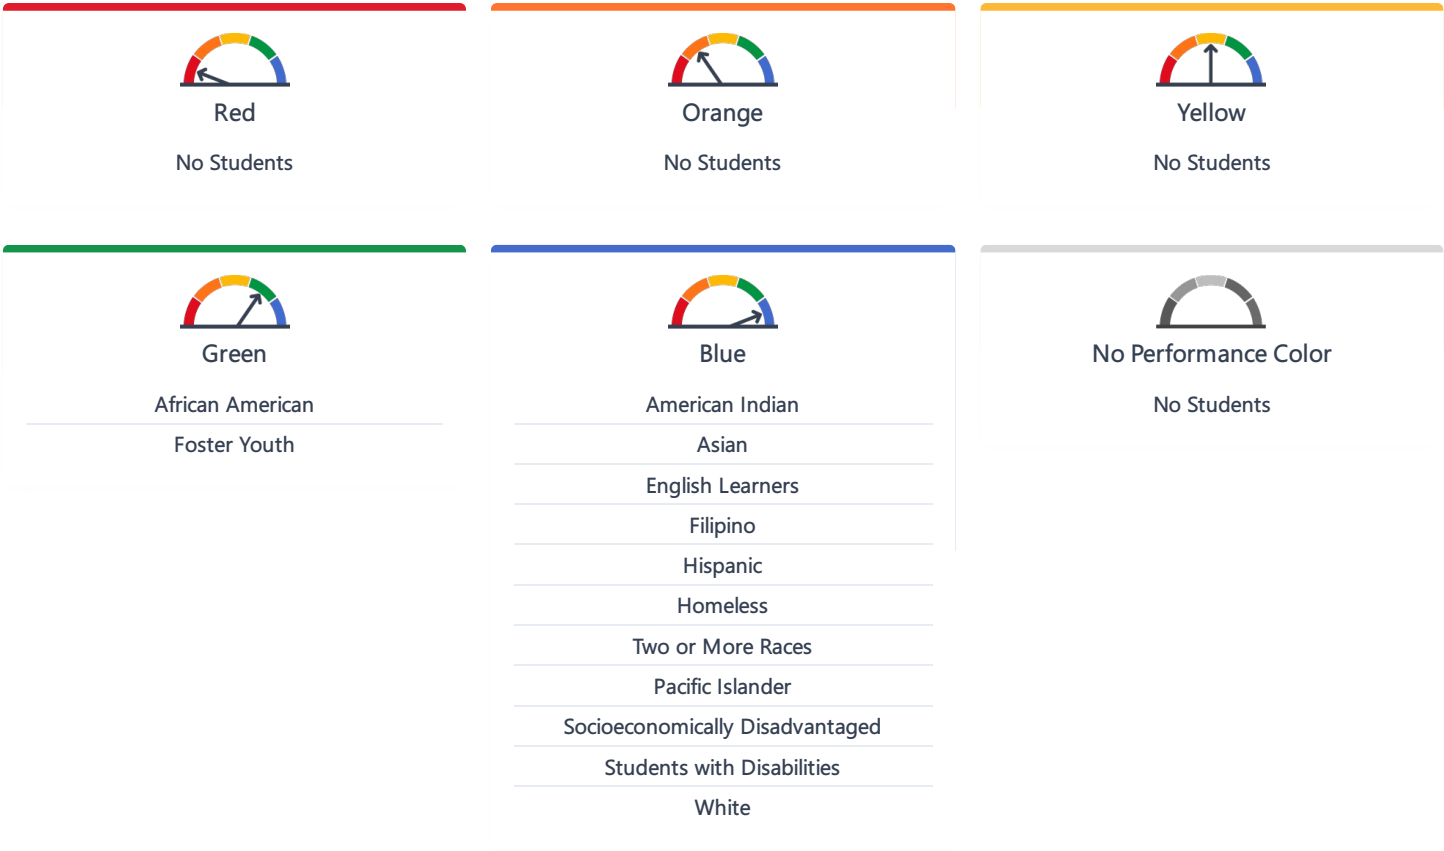 Red
No Students
Orange
No Students
Yellow
No Students
Green
African American
Foster Youth
Blue
American Indian
Asian
English Learners
Filipino
Hispanic
Homeless
Two or More Races
Pacific Islander
Socioeconomically Disadvantaged
Students with Disabilities
White
No Performance Color
No Students